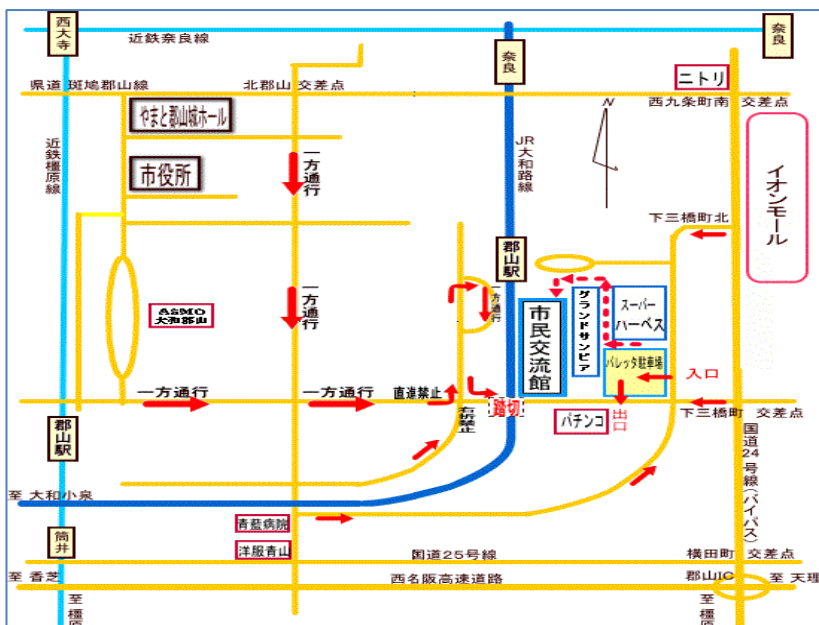 西大寺
近鉄奈良線
奈良
奈良
ニトリ
県道 斑鳩郡山線
北郡山 交差点
西九条町南 交差点
やまと郡山城ホール
N
近鉄橿原線
市役所
一方通行
JR大和路線
イオンモール
下三橋町北
郡山駅
一方通行
一方通行
ASMO
大和郡山
市民交流館
グランドサンピア
スーパー
ハーベス
パレッタ駐車場
入口
一方通行
一方通行
直進禁止
踏切
右折禁止
パチンコ
出口
下三橋町 交差点
郡山駅
国道24号線(バイパス)
至 大和小泉
青藍病院
筒井
洋服青山
国道25号線
横田町 交差点
至 香芝
西名阪高速道路
郡山IC
至 天理
至 橿原
至 橿原